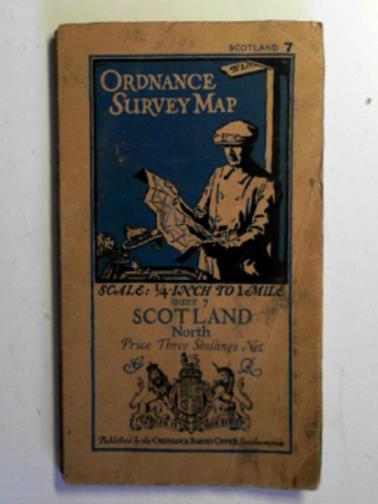 SCOTLAND 7
ORDNANCE
SURVEY MAP
SCALE: ¼-INCH TO 1 MILE
SHEET 7
SCOTLAND
North
Price Three Shillings Net
G R
Published by the ORDNANCE SURVEY OFFICE Southampton